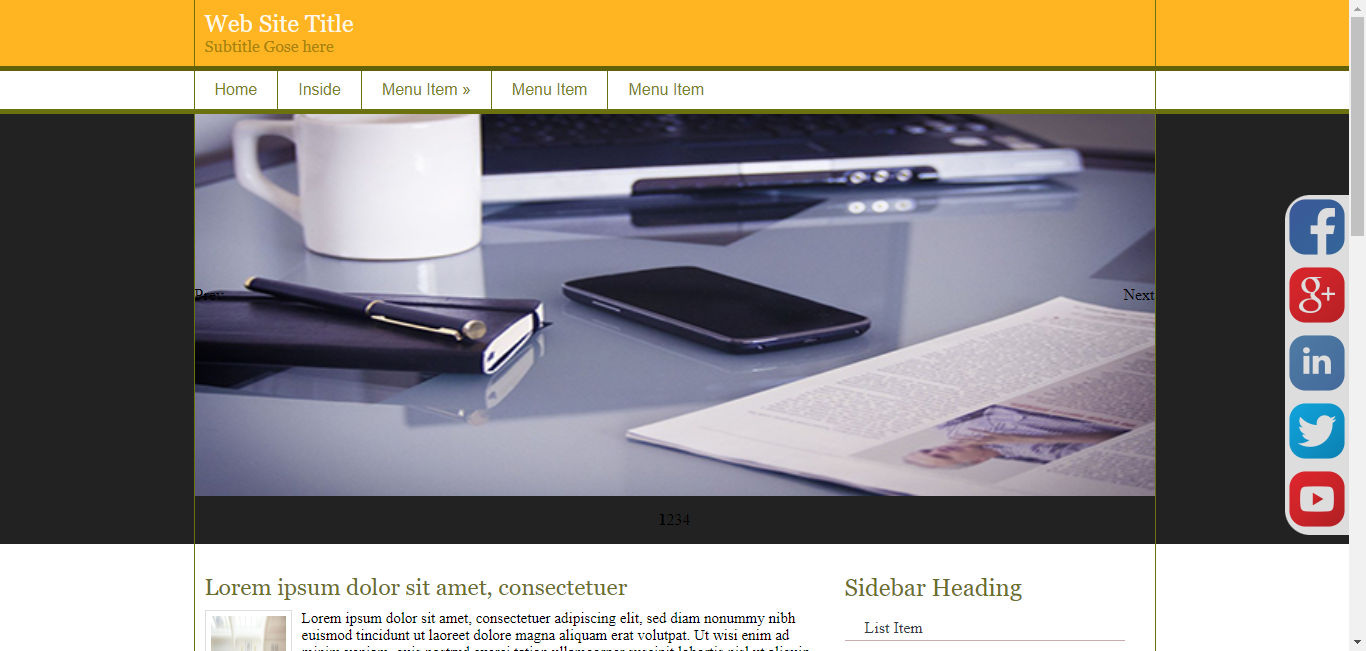 Web Site Title
Subtitle Gose here
Home Inside Menu Item » Menu Item Menu Item
Prev Next
g+
in
1234
Lorem ipsum dolor sit amet, consectetuer
Lorem ipsum dolor sit amet, consectetuer adipiscing elit, sed diam nonummy nibh
euismod tincidunt ut laoreet dolore magna aliquam erat volutpat. Ut wisi enim ad
Sidebar Heading
List Item